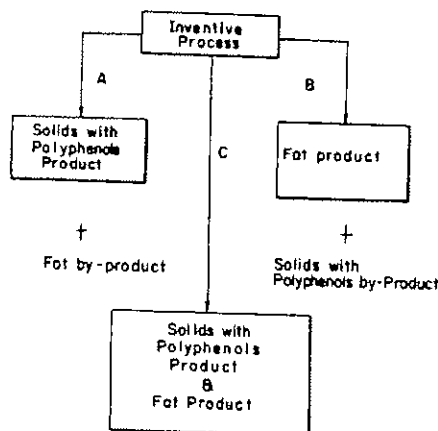 Inventive
Process
A
B
C
Solids with
Polyphenols
Product
+
Fat by-product
Fat product
+
Solids with
Polyphenols by-Product
Solids with
Polyphenols
Product
&
Fat Product